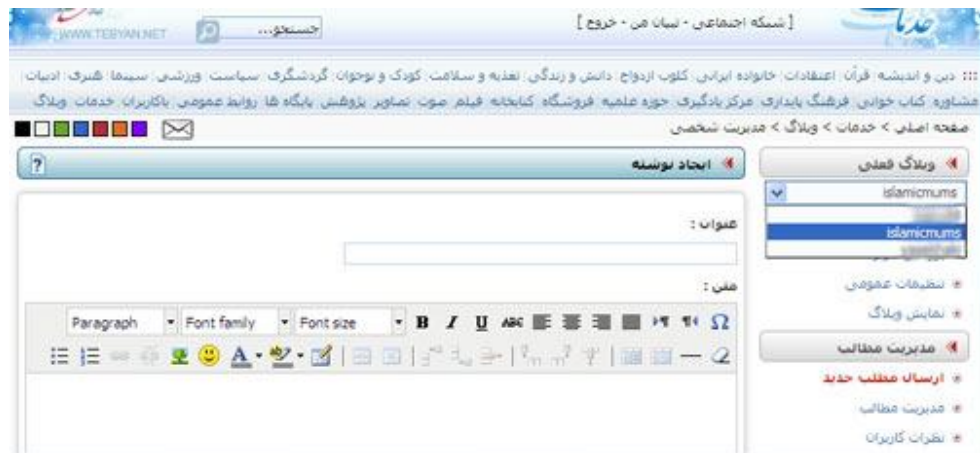 [ شبکه اجتماعی - تبیان من - خروج ]
جستجو...
WWW.TEBYAN.NET
::: دین و اندیشه قرآن اعتقادات خانواده ایرانی کلوپ ازدواج دانش و زندگی تغذیه و سلامت کودک و نوجوان گردشگری سیاست ورزشی سینما هنری ادبیات
مشاوره کتاب خوانی فرهنگ پایداری مرکز یادگیری حوزه علمیه فروشگاه کتابخانه فیلم صوت تصاویر پژوهش پایگاه ها روابط عمومی باکاربران خدمات وبلاگ
صفحه اصلی > خدمات > وبلاگ > مدیریت شخصی
وبلاگ فعلی
islamicmums
islamicmums
تنظیمات عمومی
نمایش وبلاگ
مدیریت مطالب
ارسال مطلب جدید
مدیریت مطالب
نظرات کاربران
ایجاد نوشته
?
عنوان :
متن :
Paragraph Font family Font size B I U ABC